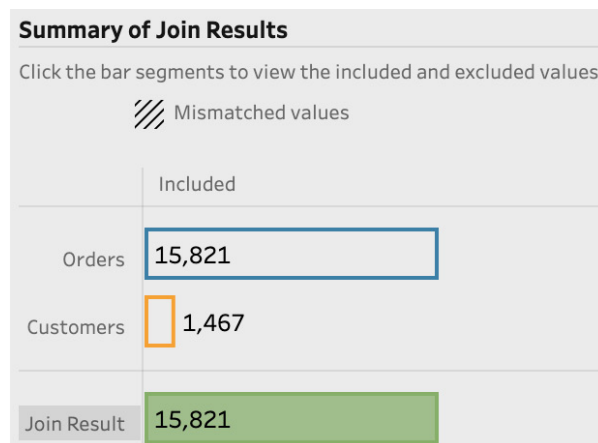 Summary of Join Results
Click the bar segments to view the included and excluded values
Mismatched values
Included
Orders 15,821
Customers 1,467
Join Result 15,821